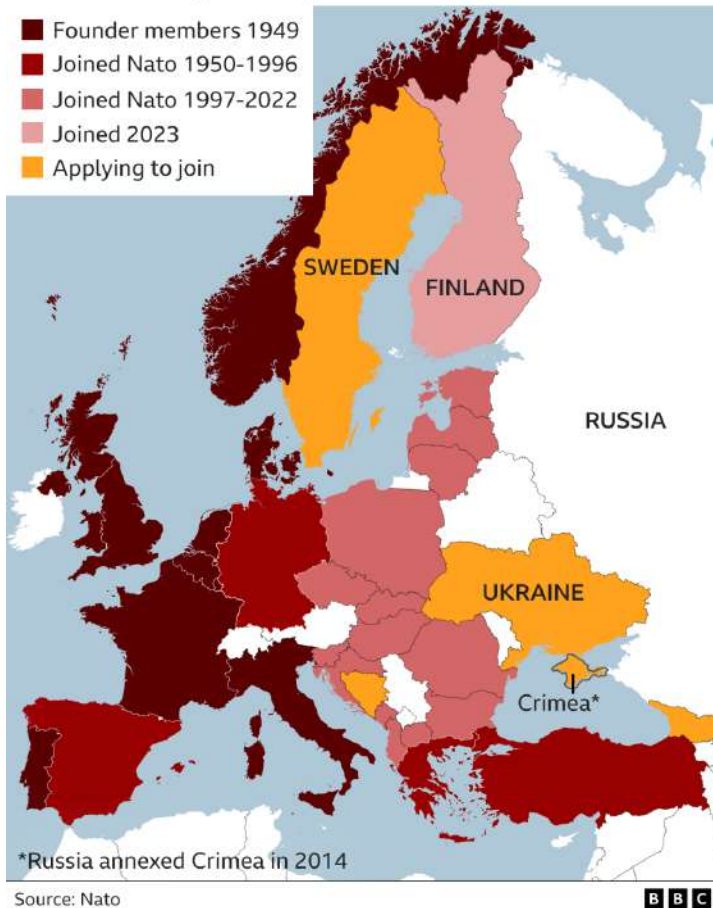 Founder members 1949
Joined Nato 1950-1996
Joined Nato 1997-2022
Joined 2023
Applying to join
SWEDEN
FINLAND
RUSSIA
UKRAINE
Crimea*
*Russia annexed Crimea in 2014
Source: Nato
BBC